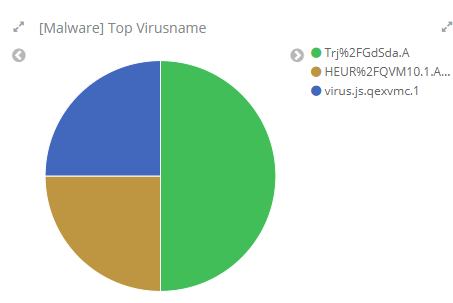 [Malware] Top Virusname
Trj%2FGdSda.A
HEUR%2FQVM10.1.A...
virus.js.qexvmc.1